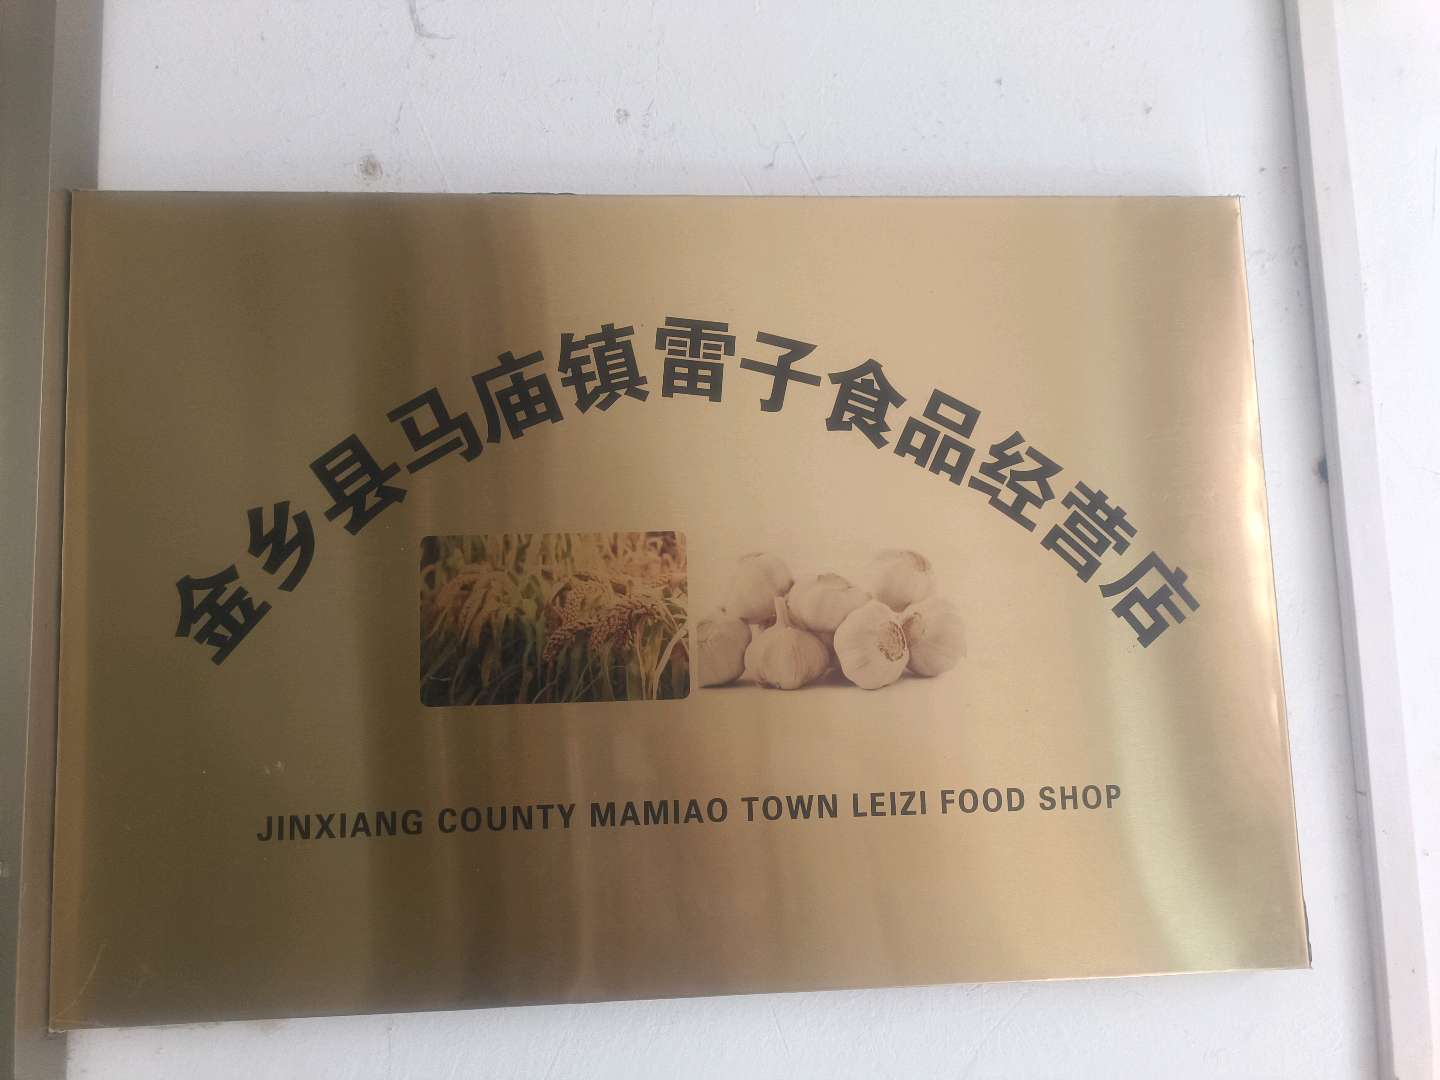 金乡县马庙镇雷子食品经营店
JINXIANG COUNTY MAMIAO TOWN LEIZI FOOD SHOP